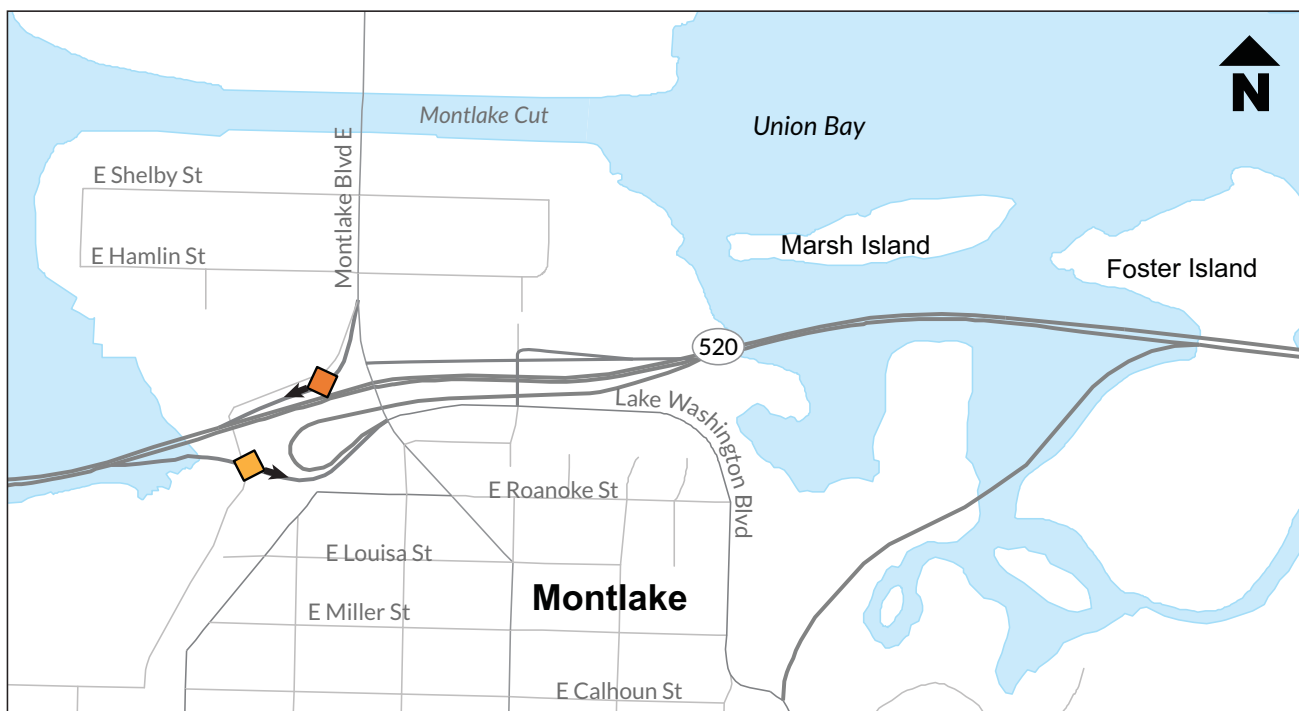 Montlake Cut
Union Bay
N
Montlake Blvd E
E Shelby St
E Hamlin St
Marsh Island
Foster Island
520
Lake Washington Blvd
E Roanoke St
E Louisa St
Montlake
E Miller St
E Calhoun St